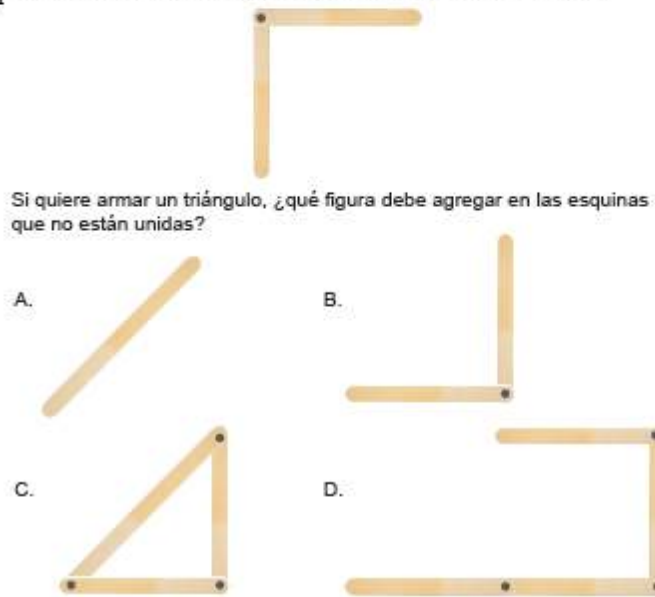 Si quiere armar un triángulo, ¿qué figura debe agregar en las esquinas
que no están unidas?
A.
B.
C.
D.